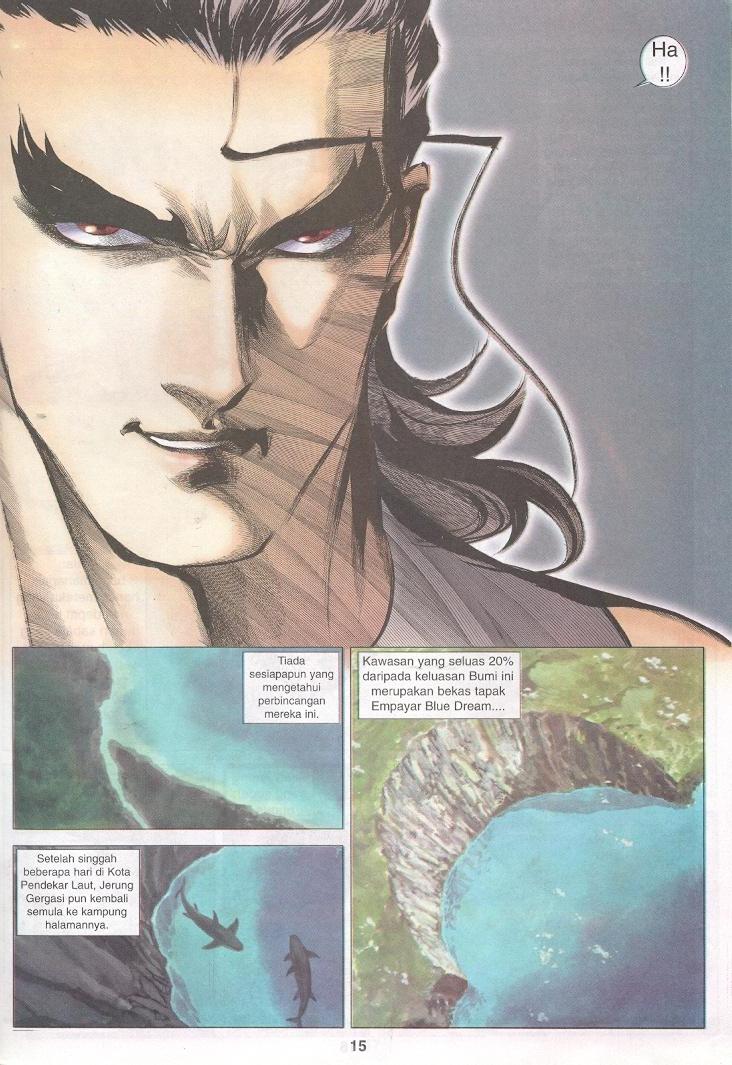 Ha
!!
Tiada
sesiapapun yang
mengetahui
perbincangan
mereka ini.
Kawasan yang seluas 20%
daripada keluasan Bumi ini
merupakan bekas tapak
Empayar Blue Dream....
Setelah singgah
beberapa hari di Kota
Pendekar Laut, Jerung
Gergasi pun kembali
semula ke kampung
halamannya.
15